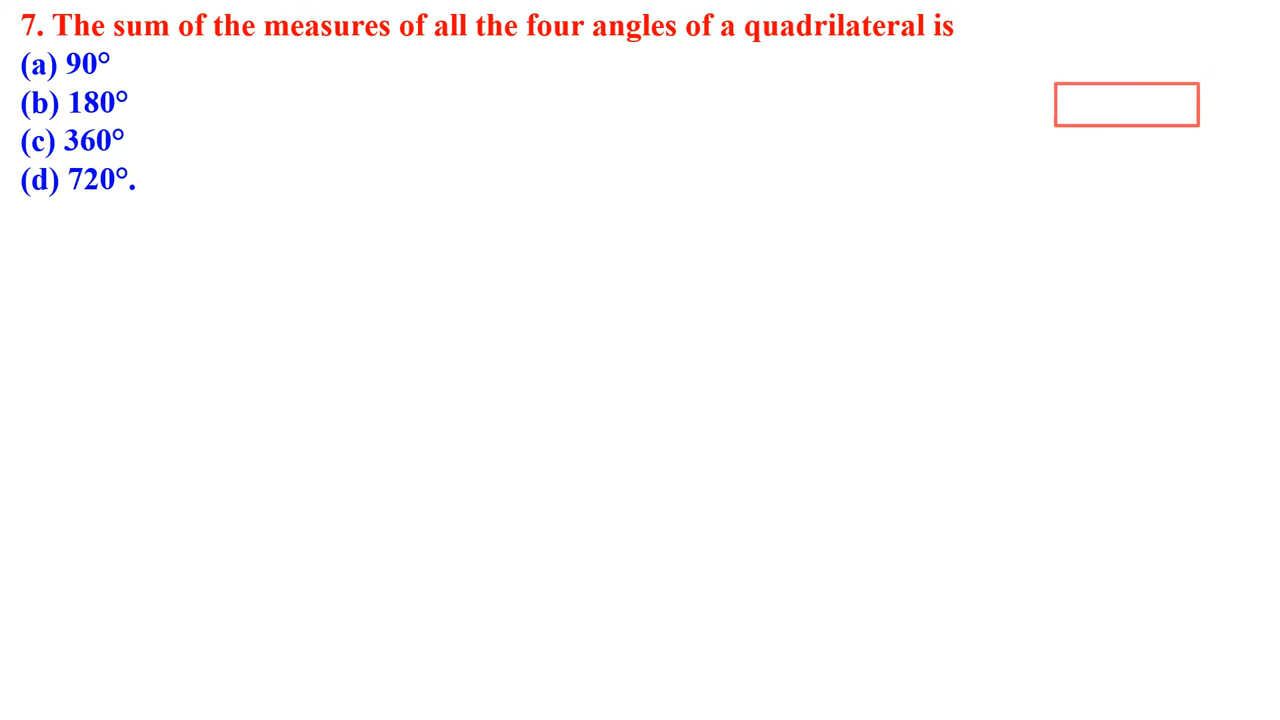 7. The sum of the measures of all the four angles of a quadrilateral is
(a) 90°
(b) 180°
(c) 360°
(d) 720°.